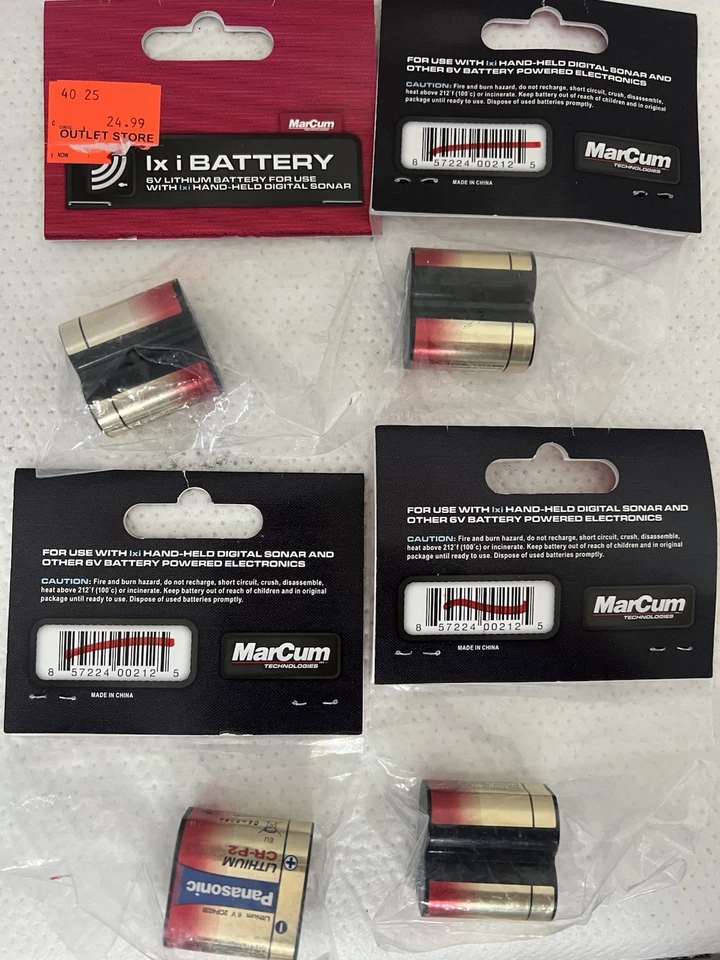 40 25
24.99
OUTLET STORE
NOW
MarCum
lx i BATTERY
6V LITHIUM BATTERY FOR USE
WITH lxi HAND-HELD DIGITAL SONAR
FOR USE WITH lxi HAND-HELD DIGITAL SONAR AND
OTHER 6V BATTERY POWERED ELECTRONICS
CAUTION: Fire and burn hazard, do not recharge, short circuit, crush, disassemble,
heat above 212˚f (100˚c) or incinerate. Keep battery out of reach of children and in original
package until ready to use. Dispose of used batteries promptly.
8 57224 00212 5
MADE IN CHINA
MarCum
TECHNOLOGIES
FOR USE WITH lxi HAND-HELD DIGITAL SONAR AND
OTHER 6V BATTERY POWERED ELECTRONICS
CAUTION: Fire and burn hazard, do not recharge, short circuit, crush, disassemble,
heat above 212˚f (100˚c) or incinerate. Keep battery out of reach of children and in original
package until ready to use. Dispose of used batteries promptly.
8 57224 00212 5
MADE IN CHINA
MarCum
TECHNOLOGIES
FOR USE WITH lxi HAND-HELD DIGITAL SONAR AND
OTHER 6V BATTERY POWERED ELECTRONICS
CAUTION: Fire and burn hazard, do not recharge, short circuit, crush, disassemble,
heat above 212˚f (100˚c) or incinerate. Keep battery out of reach of children and in original
package until ready to use. Dispose of used batteries promptly.
8 57224 00212 5
MADE IN CHINA
MarCum
TECHNOLOGIES
Lithium 6V
Panasonic
LITHIUM
CR-P2
EU